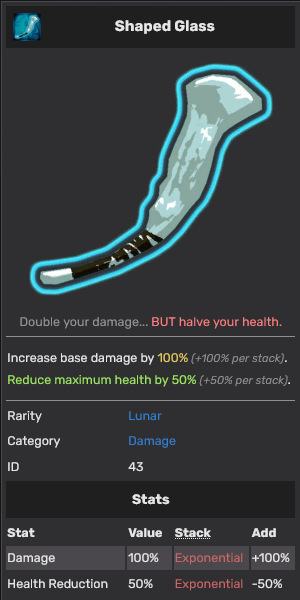 Shaped Glass
Double your damage... BUT halve your health.
Increase base damage by 100% (+100% per stack).
Reduce maximum health by 50% (+50% per stack).
Rarity Lunar
Category Damage
ID 43
Stats
Stat Value Stack Add
Damage 100% Exponential +100%
Health Reduction 50% Exponential -50%